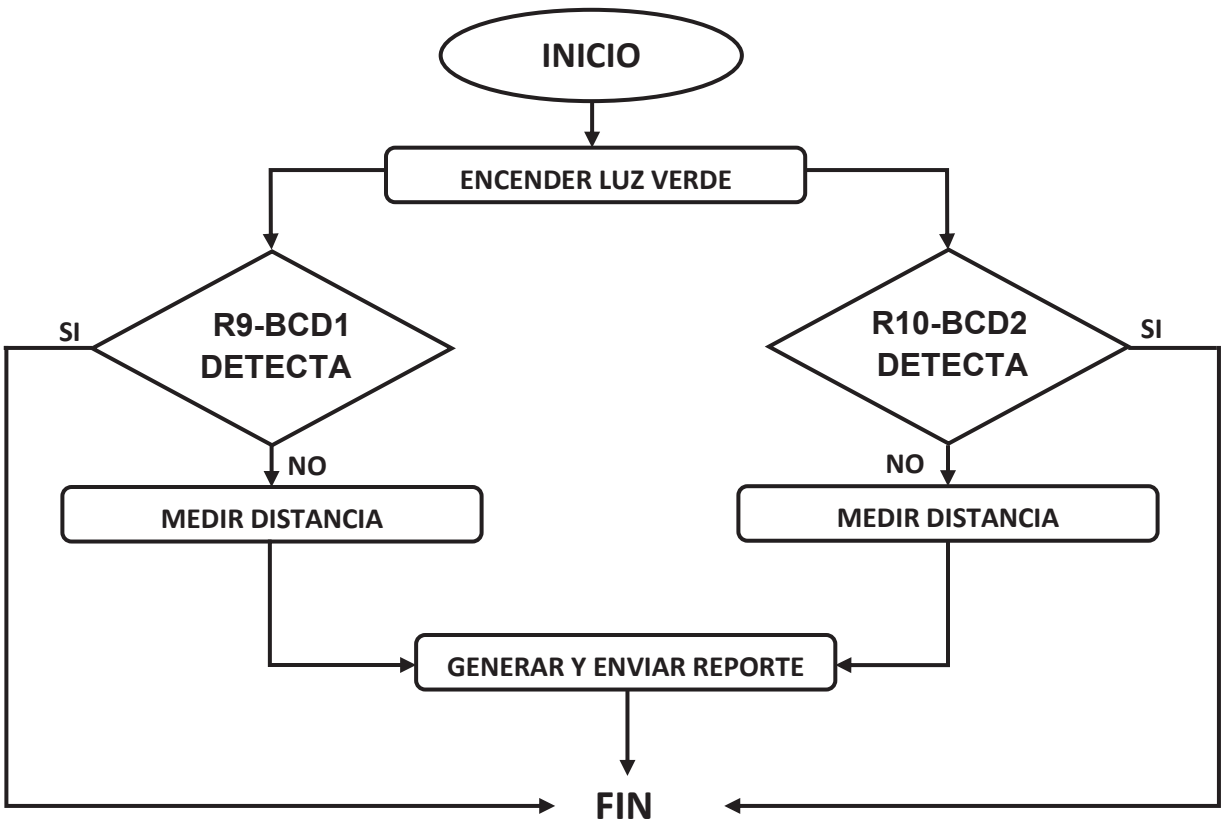 INICIO
ENCENDER LUZ VERDE
SI
R9-BCD1
DETECTA
R10-BCD2
DETECTA
SI
NO
NO
MEDIR DISTANCIA
MEDIR DISTANCIA
GENERAR Y ENVIAR REPORTE
FIN